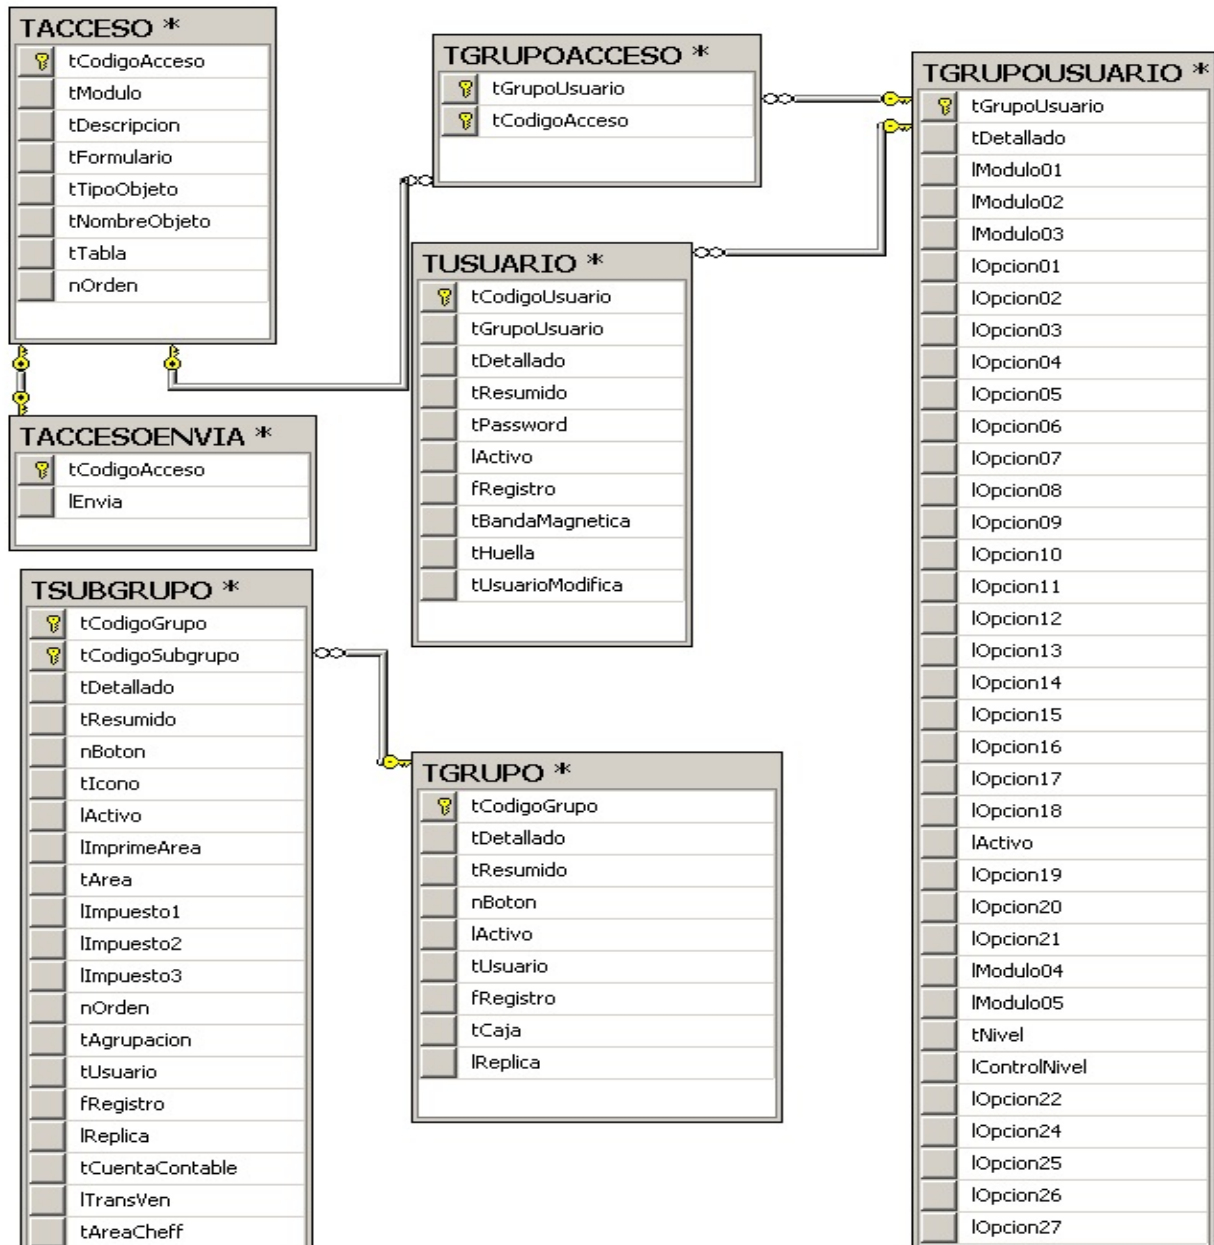 TACCESO *
tCodigoAcceso
tModulo
tDescripcion
tFormulario
tTipoObjeto
tNombreObjeto
tTabla
nOrden
TGRUPOACCESO *
tGrupoUsuario
tCodigoAcceso
TGRUPOUSUARIO *
tGrupoUsuario
tDetallado
lModulo01
lModulo02
lModulo03
lOpcion01
lOpcion02
lOpcion03
lOpcion04
lOpcion05
lOpcion06
lOpcion07
lOpcion08
lOpcion09
lOpcion10
lOpcion11
lOpcion12
lOpcion13
lOpcion14
lOpcion15
lOpcion16
lOpcion17
lOpcion18
lActivo
lOpcion19
lOpcion20
lOpcion21
lModulo04
lModulo05
tNivel
lControlNivel
lOpcion22
lOpcion24
lOpcion25
lOpcion26
lOpcion27
TUSUARIO *
tCodigoUsuario
tGrupoUsuario
tDetallado
tResumido
tPassword
lActivo
fRegistro
tBandaMagnetica
tHuella
tUsuarioModifica
TACCESOENVIA *
tCodigoAcceso
lEnvia
TSUBGRUPO *
tCodigoGrupo
tCodigoSubgrupo
tDetallado
tResumido
nBoton
tIcono
lActivo
lImprimeArea
tArea
lImpuesto1
lImpuesto2
lImpuesto3
nOrden
tAgrupacion
tUsuario
fRegistro
lReplica
tCuentaContable
lTransVen
tAreaCheff
TGRUPO *
tCodigoGrupo
tDetallado
tResumido
nBoton
lActivo
tUsuario
fRegistro
tCaja
lReplica